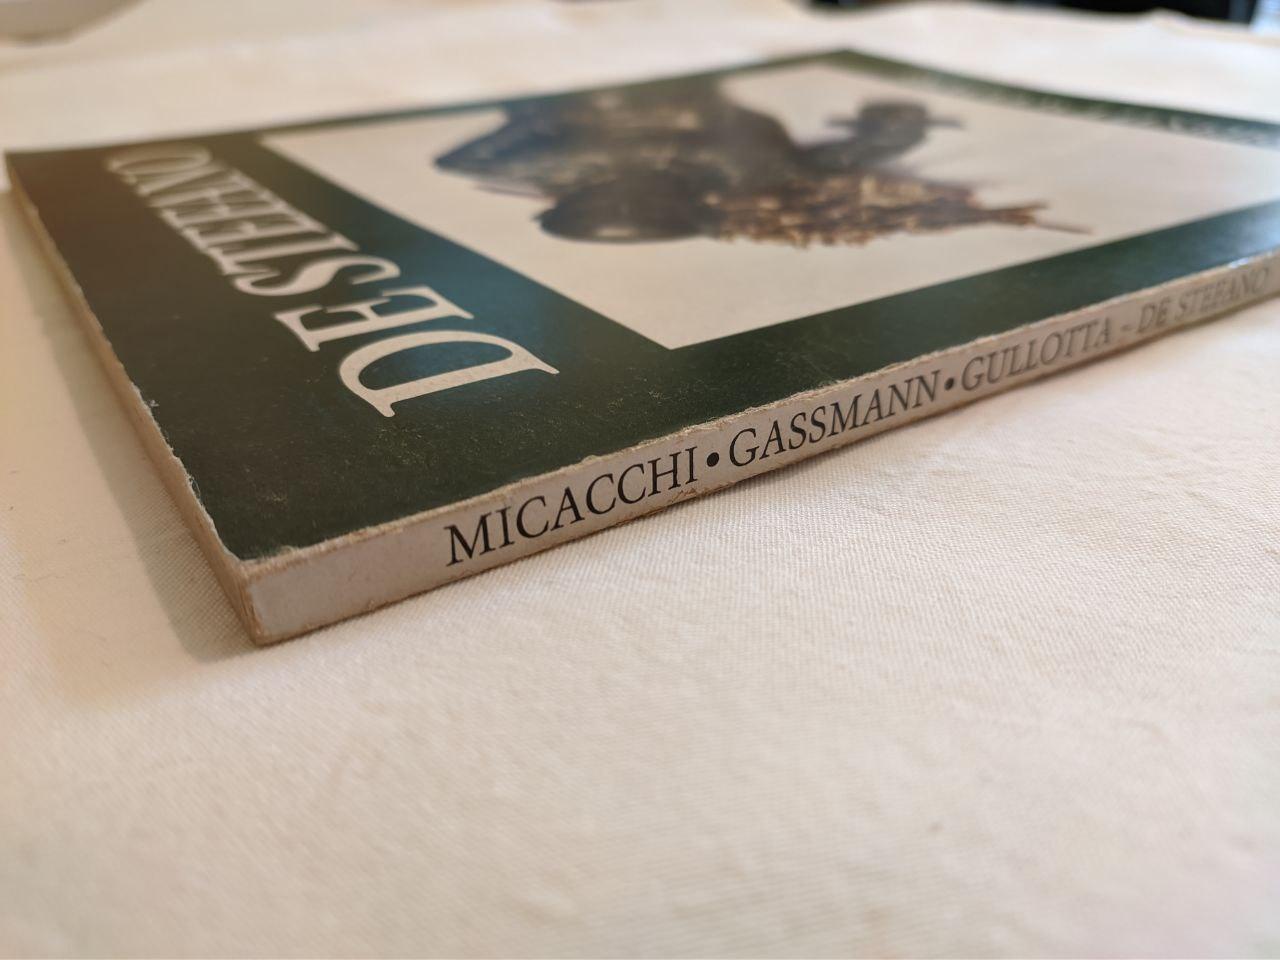 DE STEFANO
MICACCHI • GASSMANN • GULLOTTA - DE STEFANO